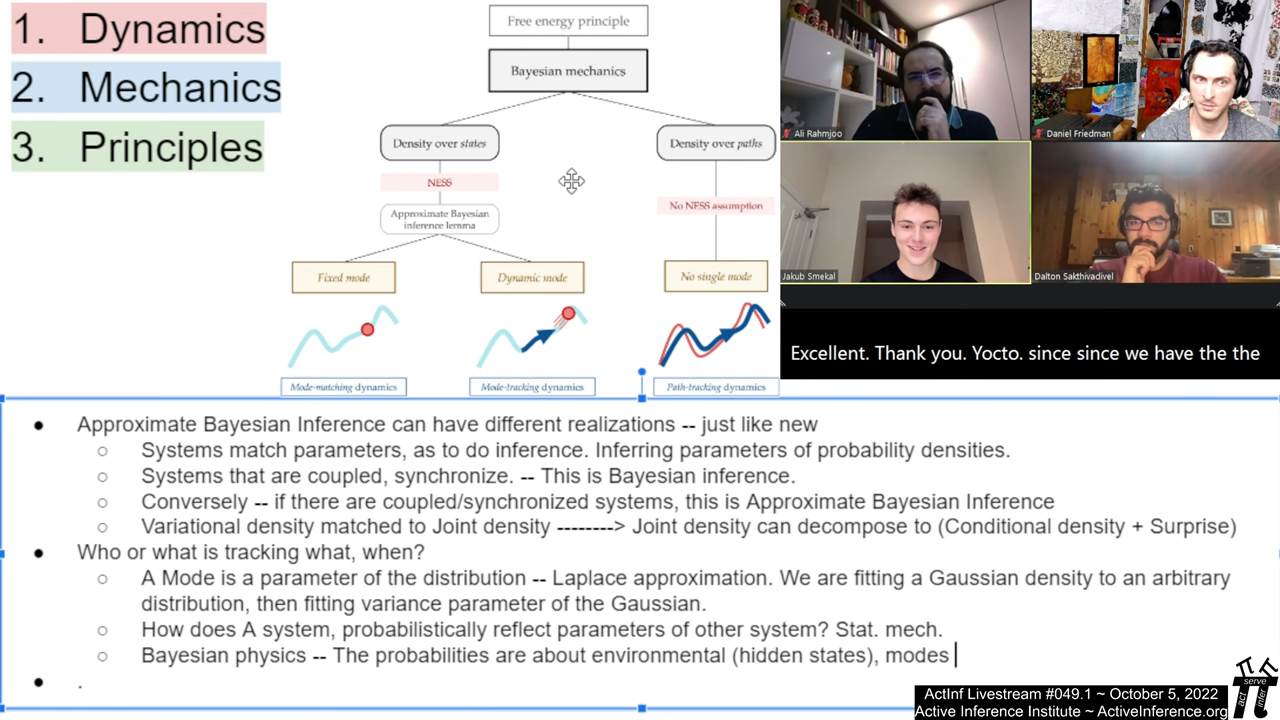 1. Dynamics
2. Mechanics
3. Principles
Free energy principle
Bayesian mechanics
Density over states
Density over paths
NESS
No NESS assumption
Approximate Bayesian
inference lemma
Fixed mode
Dynamic mode
No single mode
Mode-matching dynamics
Mode-tracking dynamics
Path-tracking dynamics
Ali Rahmjoo
Daniel Friedman
Jakub Smekal
Dalton Sakthivadivel
Excellent. Thank you. Yocto. since since we have the the
● Approximate Bayesian Inference can have different realizations -- just like new
○ Systems match parameters, as to do inference. Inferring parameters of probability densities.
○ Systems that are coupled, synchronize. -- This is Bayesian inference.
○ Conversely -- if there are coupled/synchronized systems, this is Approximate Bayesian Inference
○ Variational density matched to Joint density --------> Joint density can decompose to (Conditional density + Surprise)
● Who or what is tracking what, when?
○ A Mode is a parameter of the distribution -- Laplace approximation. We are fitting a Gaussian density to an arbitrary
distribution, then fitting variance parameter of the Gaussian.
○ How does A system, probabilistically reflect parameters of other system? Stat. mech.
○ Bayesian physics -- The probabilities are about environmental (hidden states), modes
● .
ActInf Livestream #049.1 ~ October 5, 2022
Active Inference Institute ~ ActiveInference.org
serve
act
infer